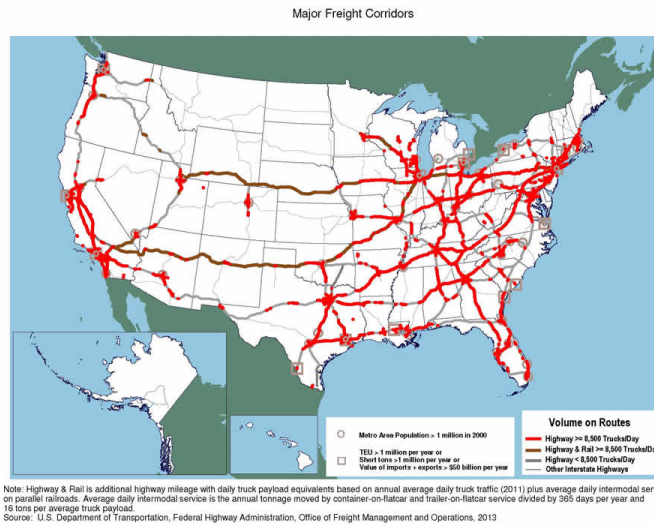 Major Freight Corridors
Metro Area Population > 1 million in 2000
TEU > 1 million per year or
Short tons >1 million per year or
Value of imports + exports > $50 billion per year
Volume on Routes
Highway >= 8,500 Trucks/Day
Highway & Rail >= 8,500 Trucks/Da
Highway < 8,500 Trucks/Day
Other Interstate Highways
Note: Highway & Rail is additional highway mileage with daily truck payload equivalents based on annual average daily truck traffic (2011) plus average daily intermodal ser
on parallel railroads. Average daily intermodal service is the annual tonnage moved by container-on-flatcar and trailer-on-flatcar service divided by 365 days per year and
16 tons per average truck payload.
Source: U.S. Department of Transportation, Federal Highway Administration, Office of Freight Management and Operations, 2013